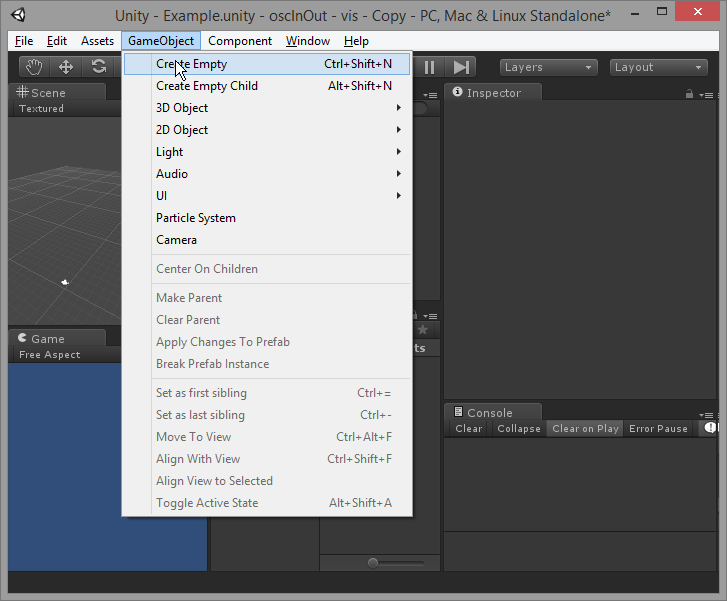 Unity - Example.unity - oscInOut - vis - Copy - PC, Mac & Linux Standalone*
File Edit Assets GameObject Component Window Help
Layers Layout
Scene
Textured
Create Empty Ctrl+Shift+N
Create Empty Child Alt+Shift+N
3D Object
2D Object
Light
Audio
UI
Particle System
Camera
Center On Children
Make Parent
Clear Parent
Apply Changes To Prefab
Break Prefab Instance
Set as first sibling Ctrl+=
Set as last sibling Ctrl+-
Move To View Ctrl+Alt+F
Align With View Ctrl+Shift+F
Align View to Selected
Toggle Active State Alt+Shift+A
Inspector
Game
Free Aspect
ts
Console
Clear Collapse Clear on Play Error Pause